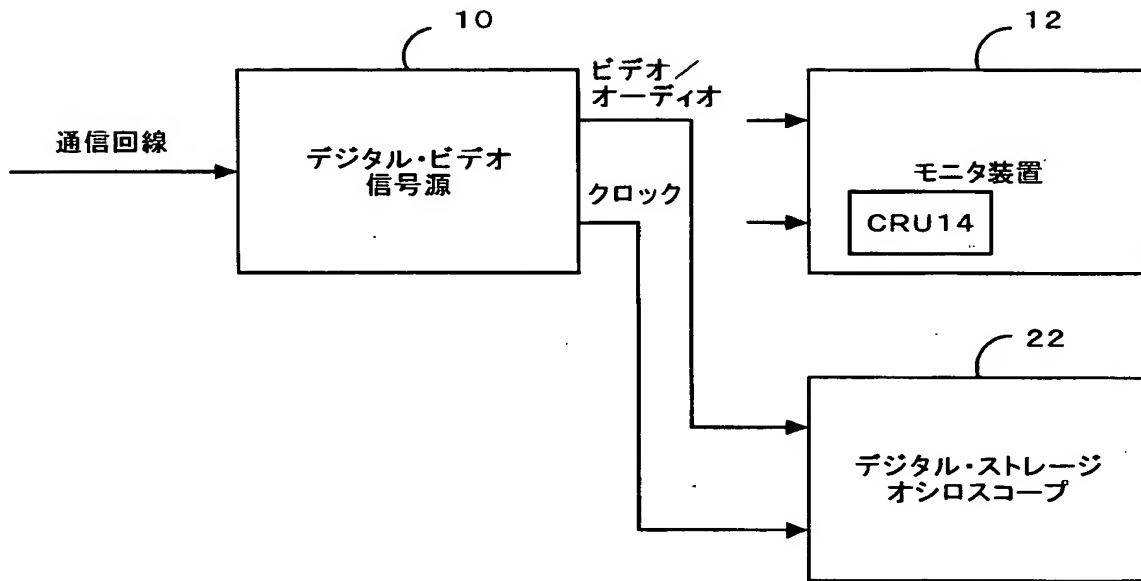 10
12
通信回線
デジタル・ビデオ
信号源
ビデオ／
オーディオ
クロック
モニタ装置
CRU14
22
デジタル・ストレージ
オシロスコープ